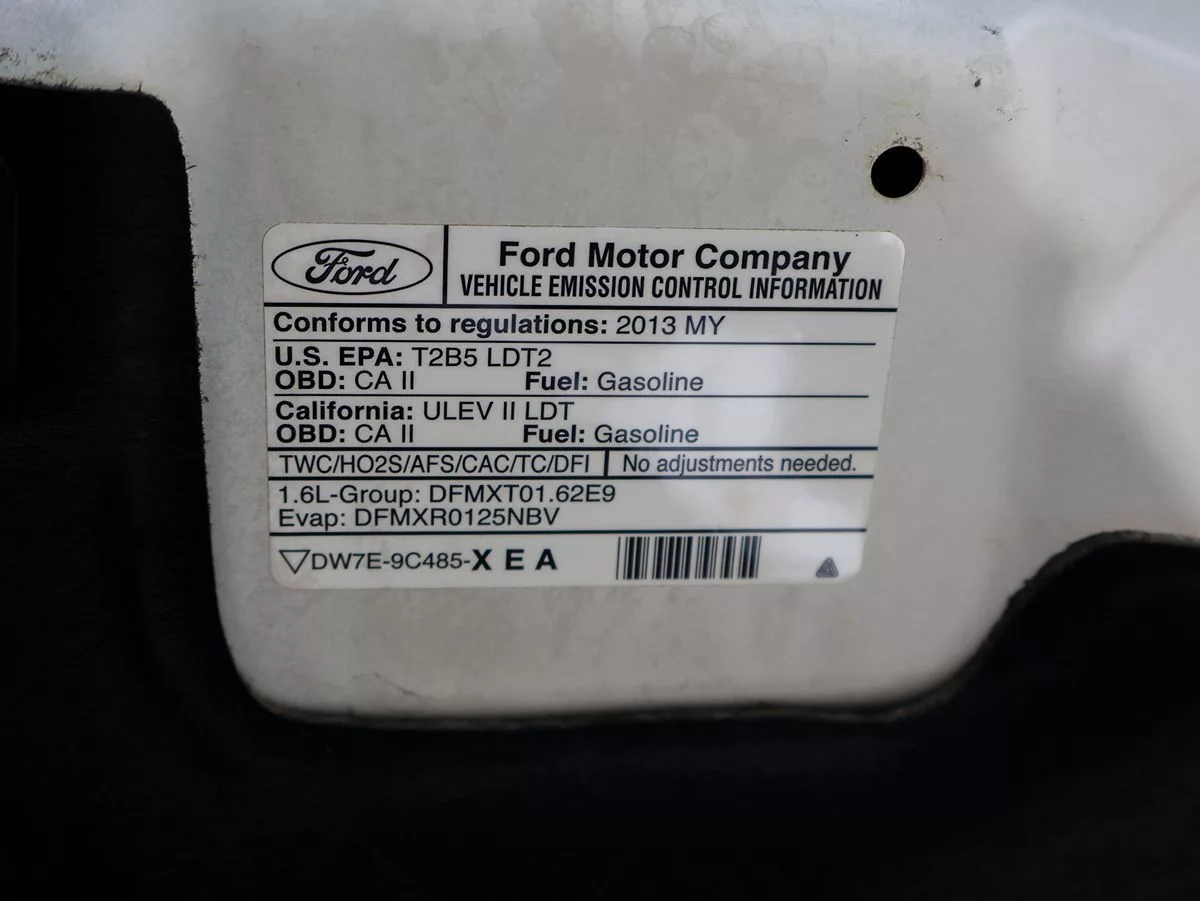 Ford
Ford Motor Company
VEHICLE EMISSION CONTROL INFORMATION
Conforms to regulations: 2013 MY
U.S. EPA: T2B5 LDT2
OBD: CA II Fuel: Gasoline
California: ULEV II LDT
OBD: CA II Fuel: Gasoline
TWC/HO2S/AFS/CAC/TC/DFI No adjustments needed.
1.6L-Group: DFMXT01.62E9
Evap: DFMXR0125NBV
DW7E-9C485-X E A